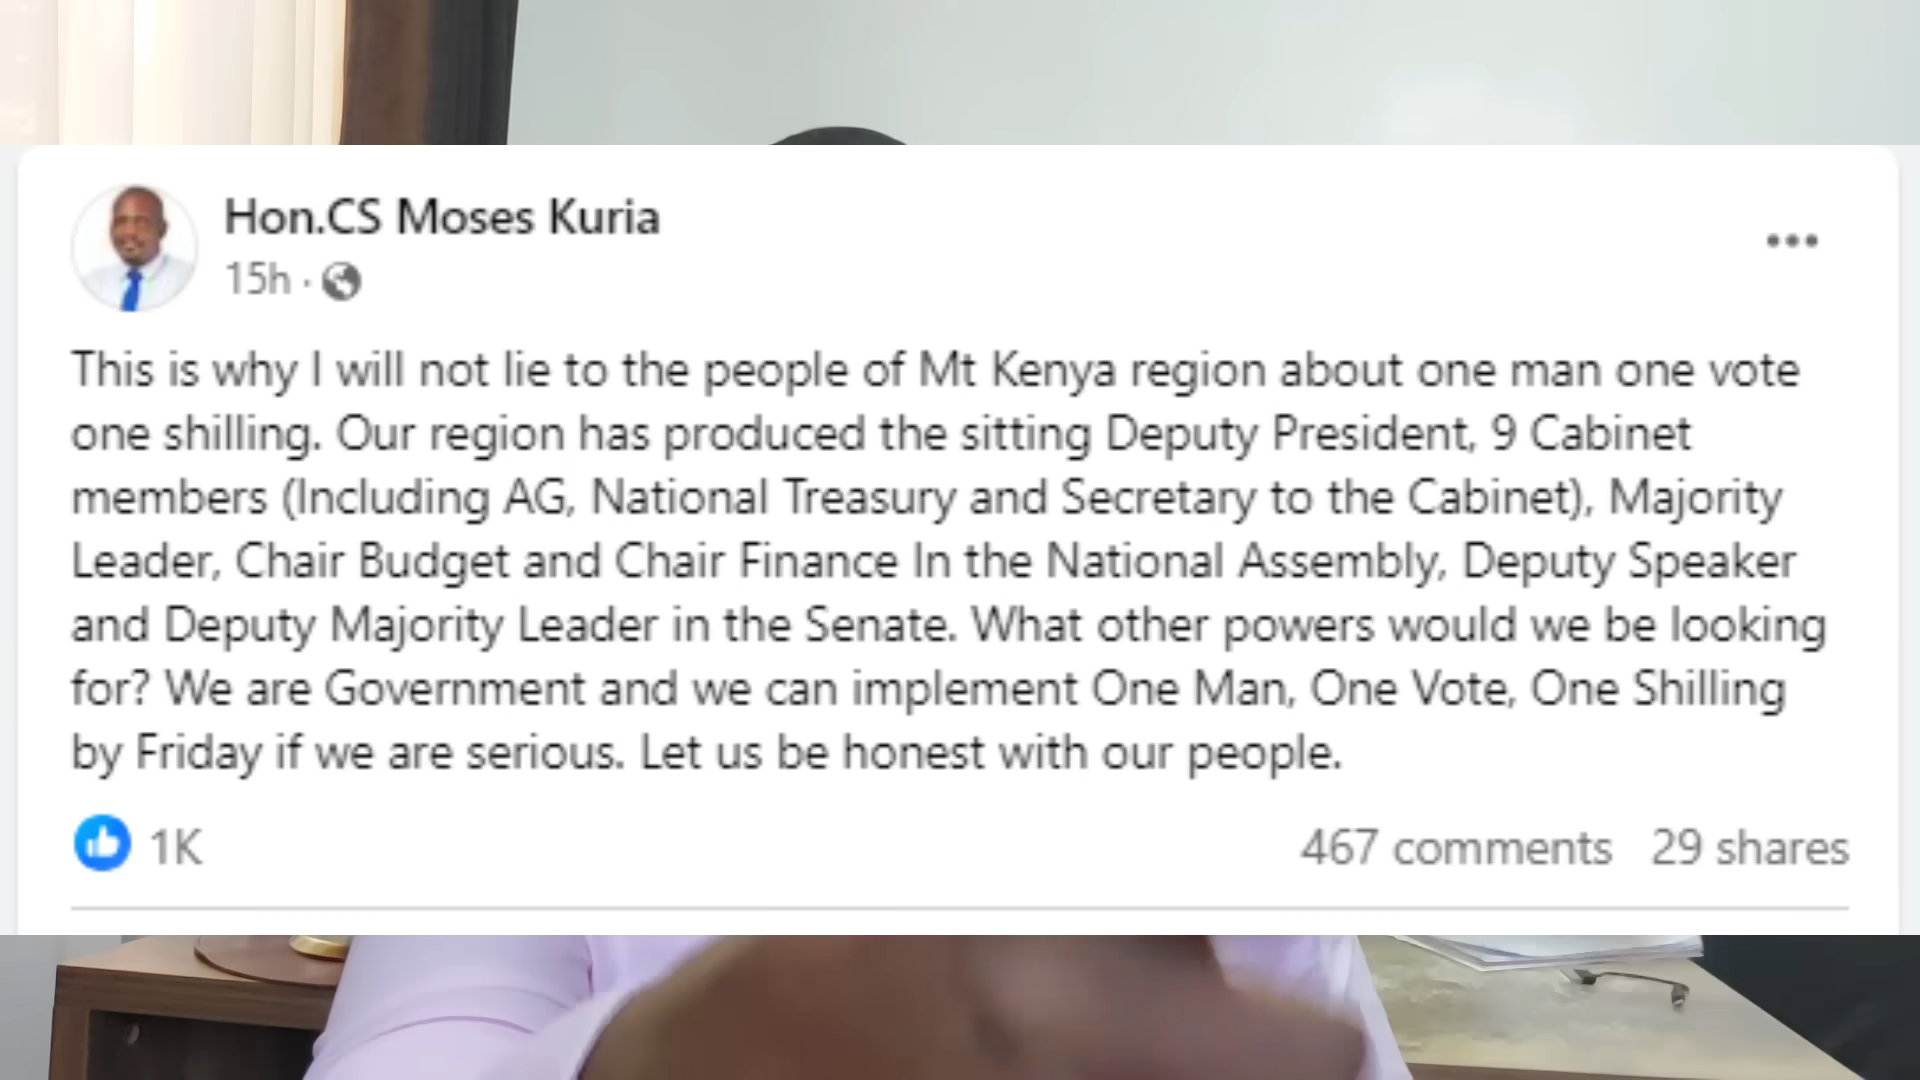 Hon.CS Moses Kuria
15h ·
This is why I will not lie to the people of Mt Kenya region about one man one vote
one shilling. Our region has produced the sitting Deputy President, 9 Cabinet
members (Including AG, National Treasury and Secretary to the Cabinet), Majority
Leader, Chair Budget and Chair Finance In the National Assembly, Deputy Speaker
and Deputy Majority Leader in the Senate. What other powers would we be looking
for? We are Government and we can implement One Man, One Vote, One Shilling
by Friday if we are serious. Let us be honest with our people.
1K 467 comments 29 shares